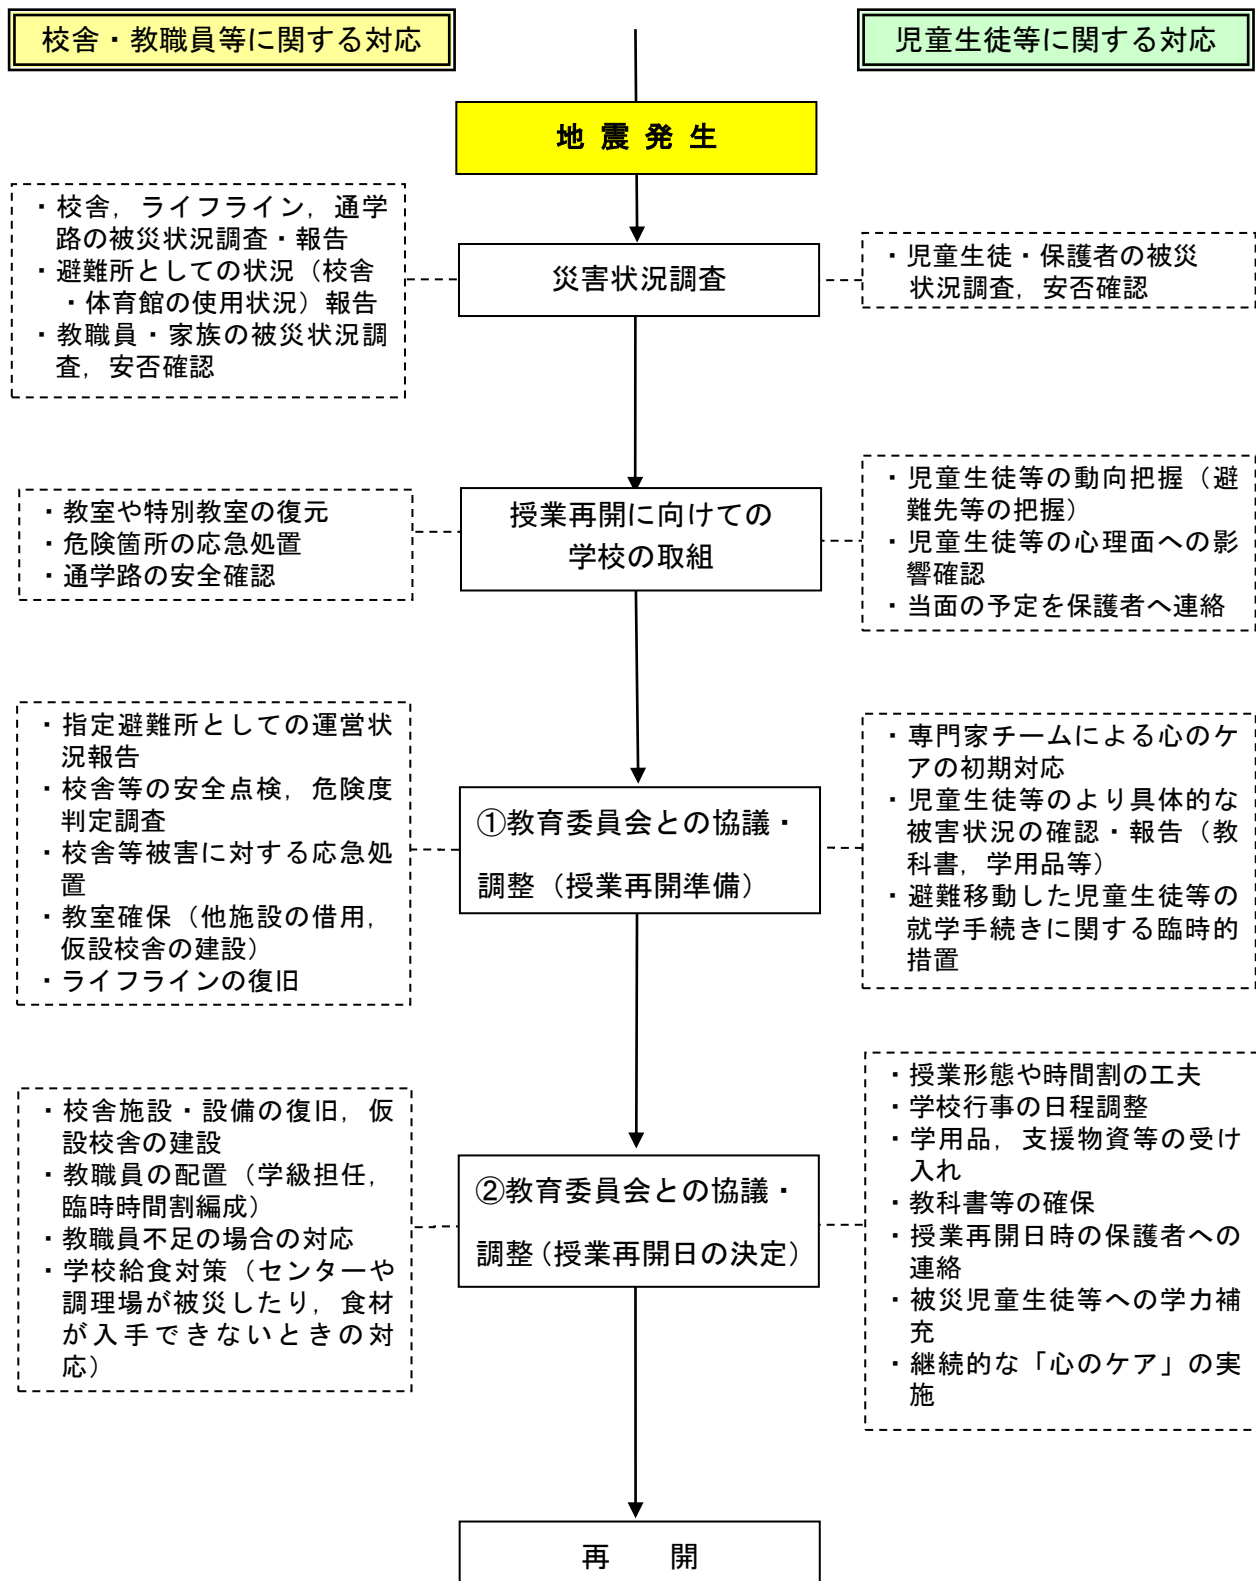 校舎・教職員等に関する対応
児童生徒等に関する対応
地 震 発 生
・校舎，ライフライン，通学
路の被災状況調査・報告
・避難所としての状況（校舎
・体育館の使用状況）報告
・教職員・家族の被災状況調
査，安否確認
災害状況調査
・児童生徒・保護者の被災
状況調査，安否確認
・教室や特別教室の復元
・危険箇所の応急処置
・通学路の安全確認
授業再開に向けての
学校の取組
・児童生徒等の動向把握（避
難先等の把握）
・児童生徒等の心理面への影
響確認
・当面の予定を保護者へ連絡
・指定避難所としての運営状
況報告
・校舎等の安全点検，危険度
判定調査
・校舎等被害に対する応急処
置
・教室確保（他施設の借用，
仮設校舎の建設）
・ライフラインの復旧
①教育委員会との協議・
調整（授業再開準備）
・専門家チームによる心のケ
アの初期対応
・児童生徒等のより具体的な
被害状況の確認・報告（教
科書，学用品等）
・避難移動した児童生徒等の
就学手続きに関する臨時的
措置
・校舎施設・設備の復旧，仮
設校舎の建設
・教職員の配置（学級担任，
臨時時間割編成）
・教職員不足の場合の対応
・学校給食対策（センターや
調理場が被災したり，食材
が入手できないときの対
応）
②教育委員会との協議・
調整（授業再開日の決定）
・授業形態や時間割の工夫
・学校行事の日程調整
・学用品，支援物資等の受け
入れ
・教科書等の確保
・授業再開日時の保護者への
連絡
・被災児童生徒等への学力補
充
・継続的な「心のケア」の実
施
再　　開